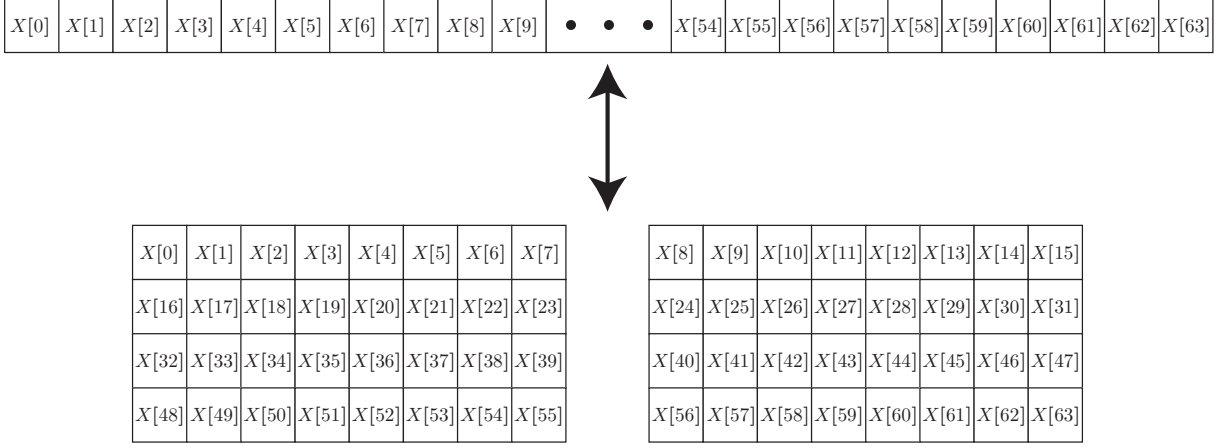 X[0] X[1] X[2] X[3] X[4] X[5] X[6] X[7] X[8] X[9] • • • X[54] X[55] X[56] X[57] X[58] X[59] X[60] X[61] X[62] X[63]
X[0] X[1] X[2] X[3] X[4] X[5] X[6] X[7] X[8] X[9] X[10] X[11] X[12] X[13] X[14] X[15]
X[16] X[17] X[18] X[19] X[20] X[21] X[22] X[23] X[24] X[25] X[26] X[27] X[28] X[29] X[30] X[31]
X[32] X[33] X[34] X[35] X[36] X[37] X[38] X[39] X[40] X[41] X[42] X[43] X[44] X[45] X[46] X[47]
X[48] X[49] X[50] X[51] X[52] X[53] X[54] X[55] X[56] X[57] X[58] X[59] X[60] X[61] X[62] X[63]